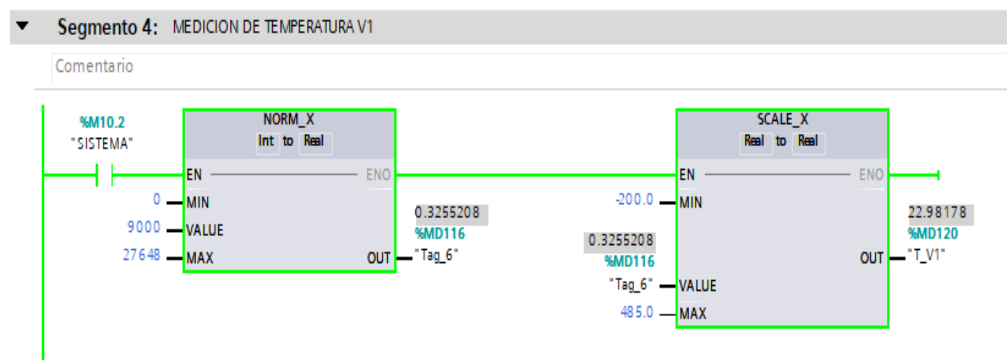 Segmento 4: MEDICION DE TEMPERATURA V1
Comentario
%M10.2
"SISTEMA"
NORM_X
Int to Real
EN ENO
0 MIN
9000 VALUE
27648 MAX
OUT
0.3255208
%MD116
"Tag_6"
SCALE_X
Real to Real
EN ENO
-200.0 MIN
0.3255208
%MD116
"Tag_6" VALUE
485.0 MAX
OUT
22.98178
%MD120
"T_V1"